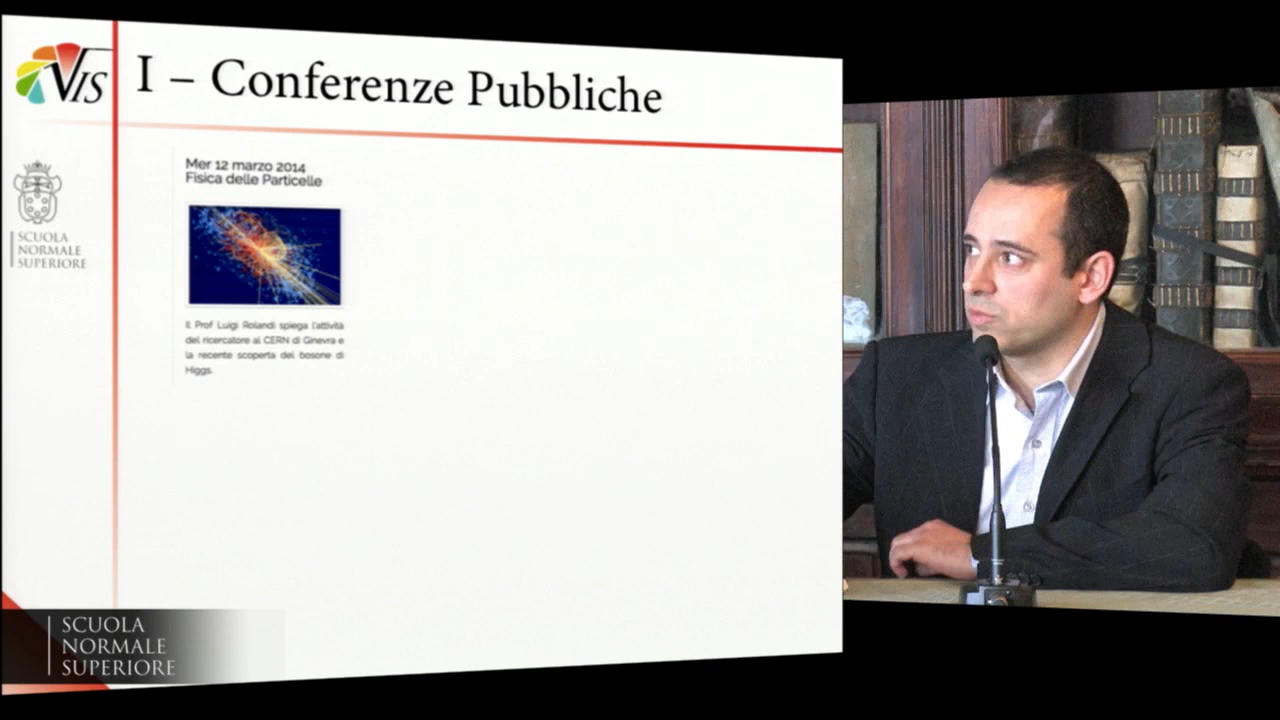 VIS
I – Conferenze Pubbliche
Mer 12 marzo 2014
Fisica delle Particelle
Il Prof Luigi Rolandi spiega l'attività
del ricercatore al CERN di Ginevra e
la recente scoperta del bosone di
Higgs.
SCUOLA
NORMALE
SUPERIORE
SCUOLA
NORMALE
SUPERIORE